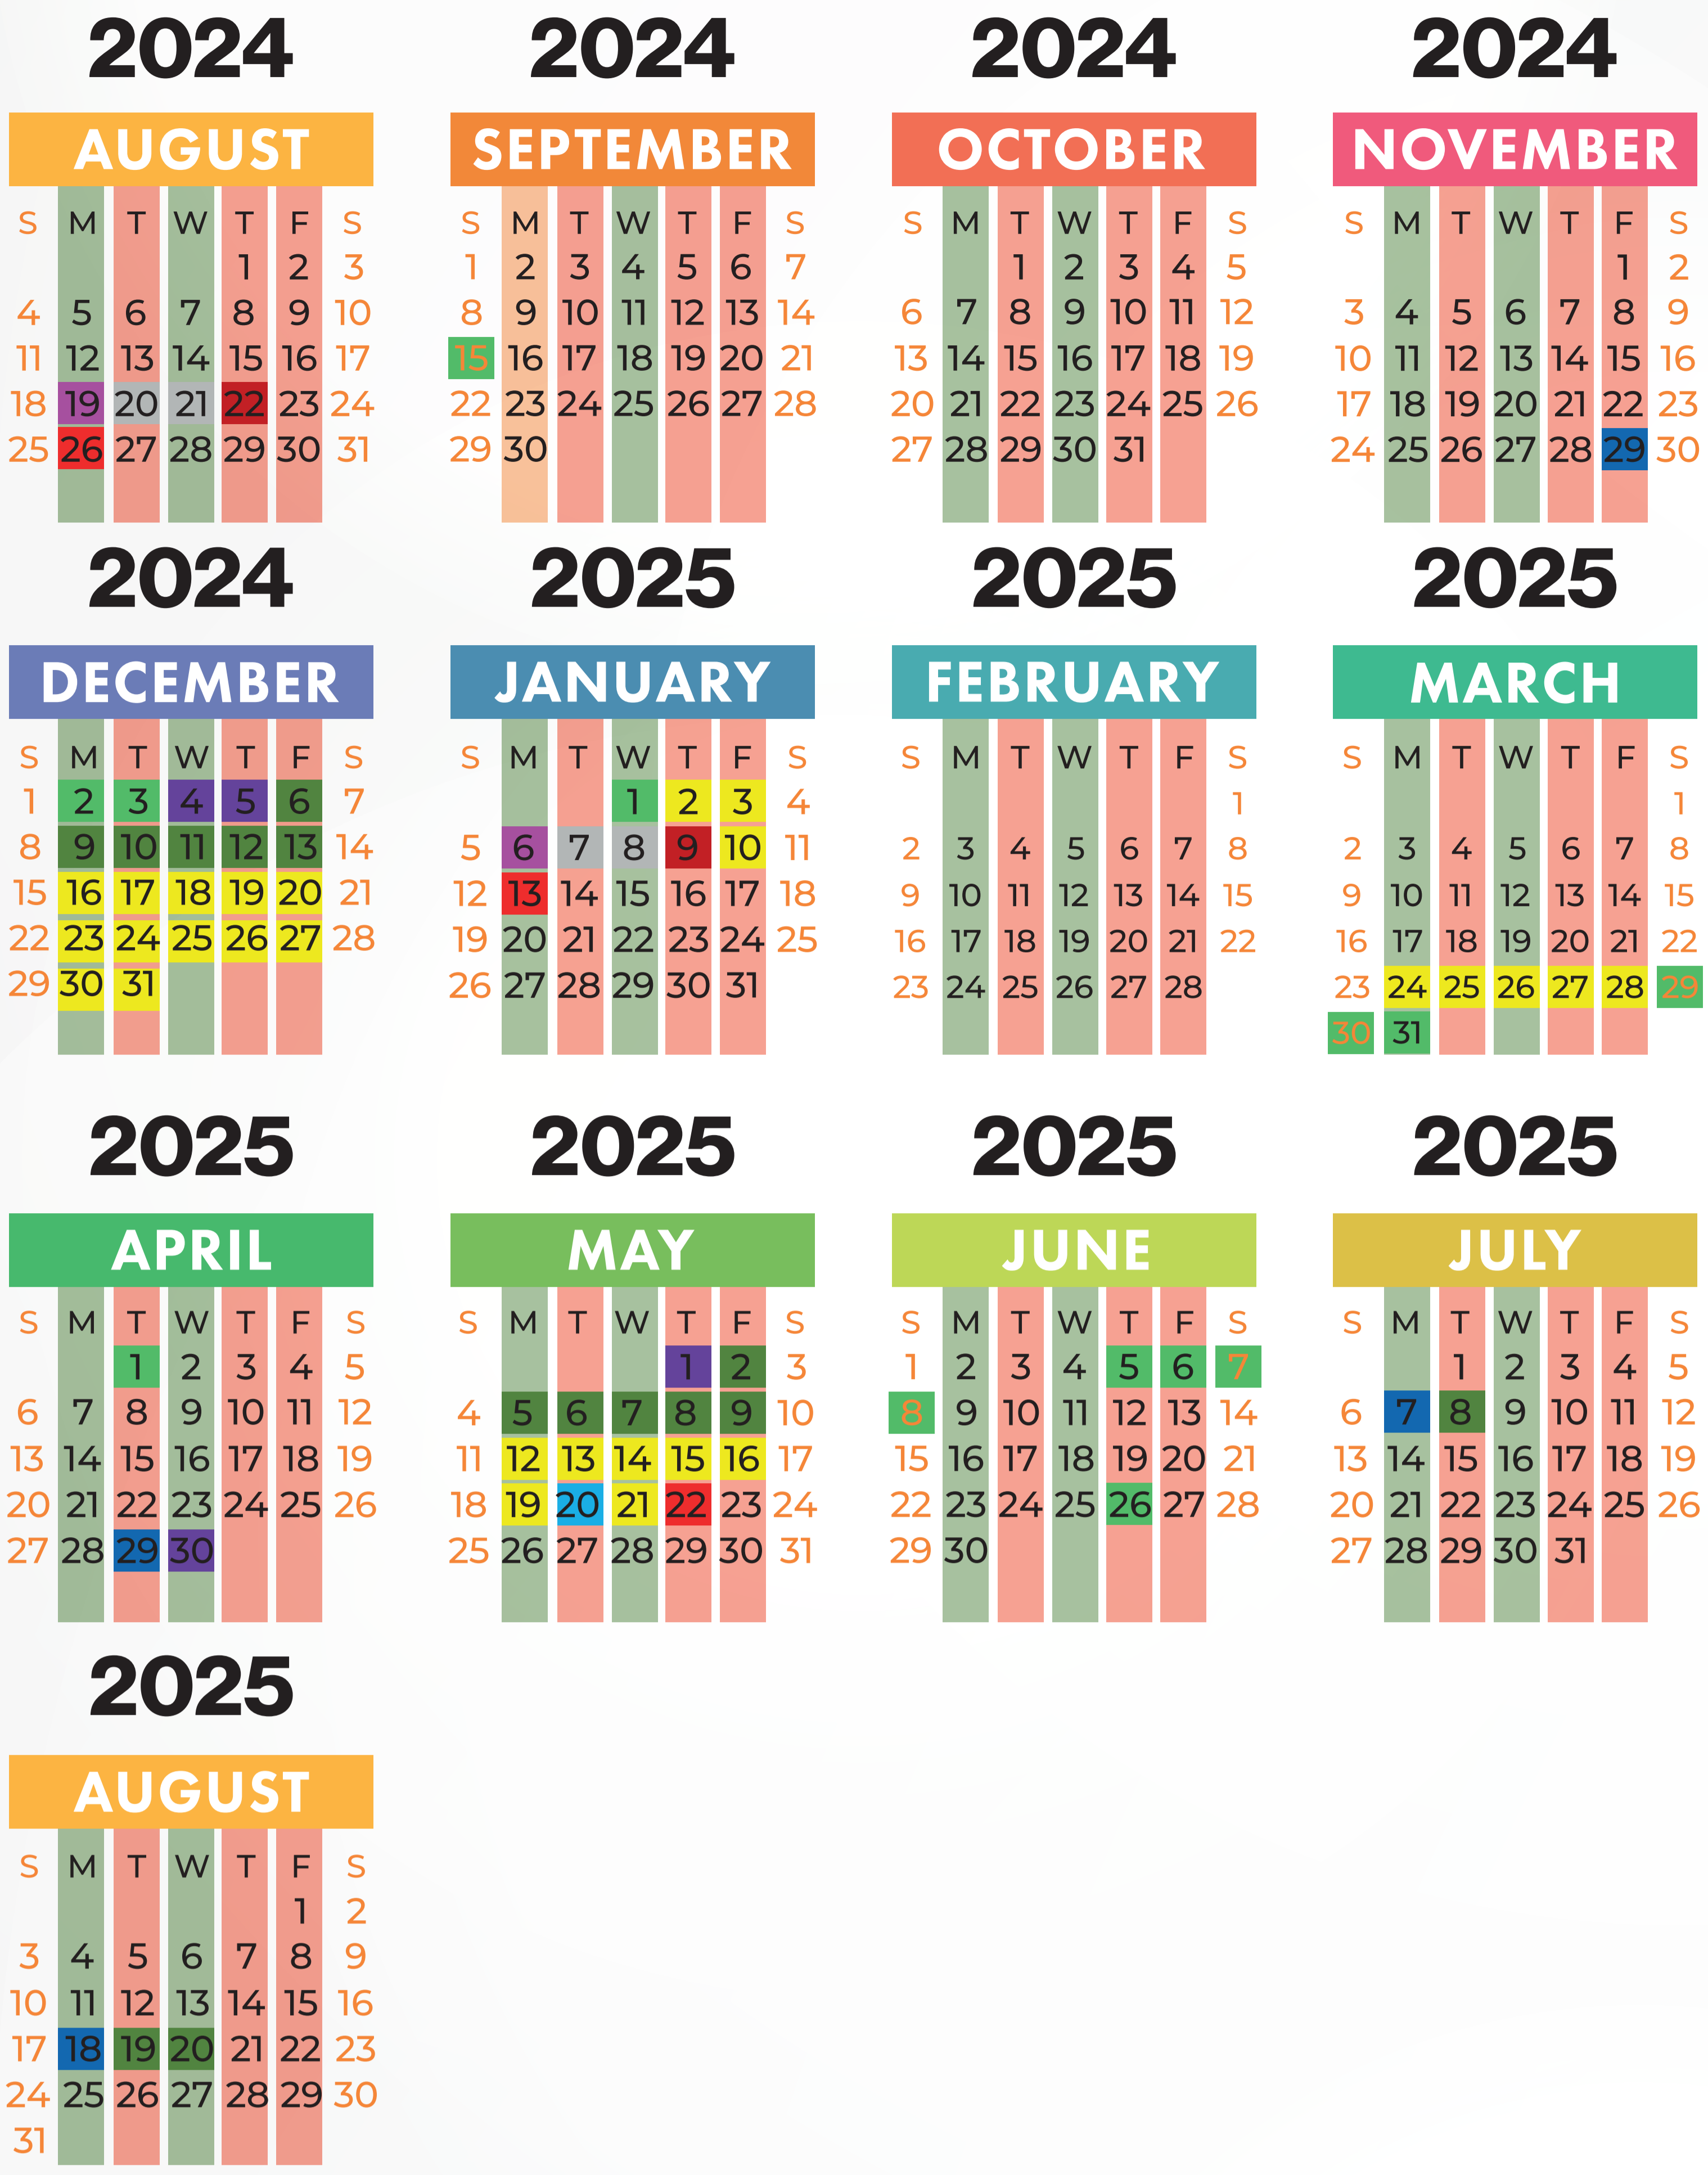 2024
AUGUST
S M T W T F S
1 2 3
4 5 6 7 8 9 10
11 12 13 14 15 16 17
18 19 20 21 22 23 24
25 26 27 28 29 30 31
2024
SEPTEMBER
S M T W T F S
1 2 3 4 5 6 7
8 9 10 11 12 13 14
15 16 17 18 19 20 21
22 23 24 25 26 27 28
29 30
2024
OCTOBER
S M T W T F S
1 2 3 4 5
6 7 8 9 10 11 12
13 14 15 16 17 18 19
20 21 22 23 24 25 26
27 28 29 30 31
2024
NOVEMBER
S M T W T F S
1 2
3 4 5 6 7 8 9
10 11 12 13 14 15 16
17 18 19 20 21 22 23
24 25 26 27 28 29 30
2024
DECEMBER
S M T W T F S
1 2 3 4 5 6 7
8 9 10 11 12 13 14
15 16 17 18 19 20 21
22 23 24 25 26 27 28
29 30 31
2025
JANUARY
S M T W T F S
1 2 3 4
5 6 7 8 9 10 11
12 13 14 15 16 17 18
19 20 21 22 23 24 25
26 27 28 29 30 31
2025
FEBRUARY
S M T W T F S
1
2 3 4 5 6 7 8
9 10 11 12 13 14 15
16 17 18 19 20 21 22
23 24 25 26 27 28
2025
MARCH
S M T W T F S
1
2 3 4 5 6 7 8
9 10 11 12 13 14 15
16 17 18 19 20 21 22
23 24 25 26 27 28 29
30 31
2025
APRIL
S M T W T F S
1 2 3 4 5
6 7 8 9 10 11 12
13 14 15 16 17 18 19
20 21 22 23 24 25 26
27 28 29 30
2025
MAY
S M T W T F S
1 2 3
4 5 6 7 8 9 10
11 12 13 14 15 16 17
18 19 20 21 22 23 24
25 26 27 28 29 30 31
2025
JUNE
S M T W T F S
1 2 3 4 5 6 7
8 9 10 11 12 13 14
15 16 17 18 19 20 21
22 23 24 25 26 27 28
29 30
2025
JULY
S M T W T F S
1 2 3 4 5
6 7 8 9 10 11 12
13 14 15 16 17 18 19
20 21 22 23 24 25 26
27 28 29 30 31
2025
AUGUST
S M T W T F S
1 2
3 4 5 6 7 8 9
10 11 12 13 14 15 16
17 18 19 20 21 22 23
24 25 26 27 28 29 30
31